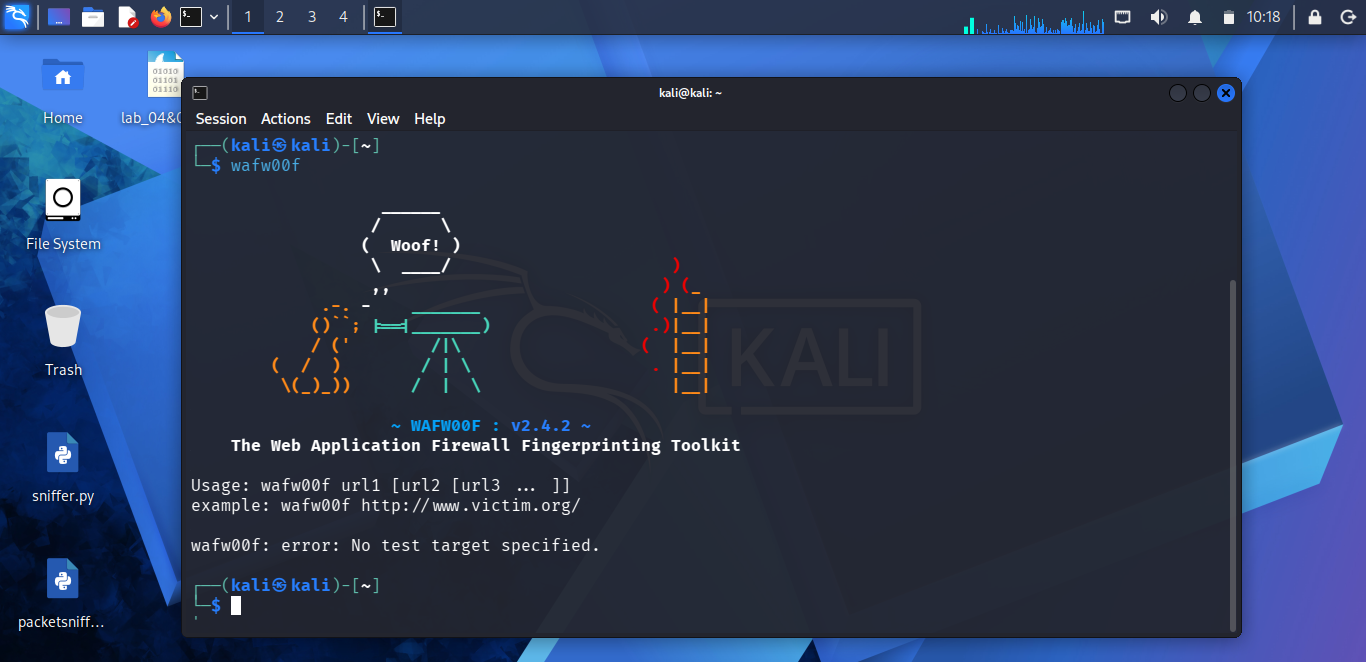 1 2 3 4 10:18
Home
lab_04&0
File System
Trash
sniffer.py
packetsniff...
kali@kali: ~
Session Actions Edit View Help
┌──(kali㉿kali)-[~]
└─$ wafw00f
Woof!
~ WAFW00F : v2.4.2 ~
The Web Application Firewall Fingerprinting Toolkit
Usage: wafw00f url1 [url2 [url3 ... ]]
example: wafw00f http://www.victim.org/
wafw00f: error: No test target specified.
┌──(kali㉿kali)-[~]
└─$
KALI